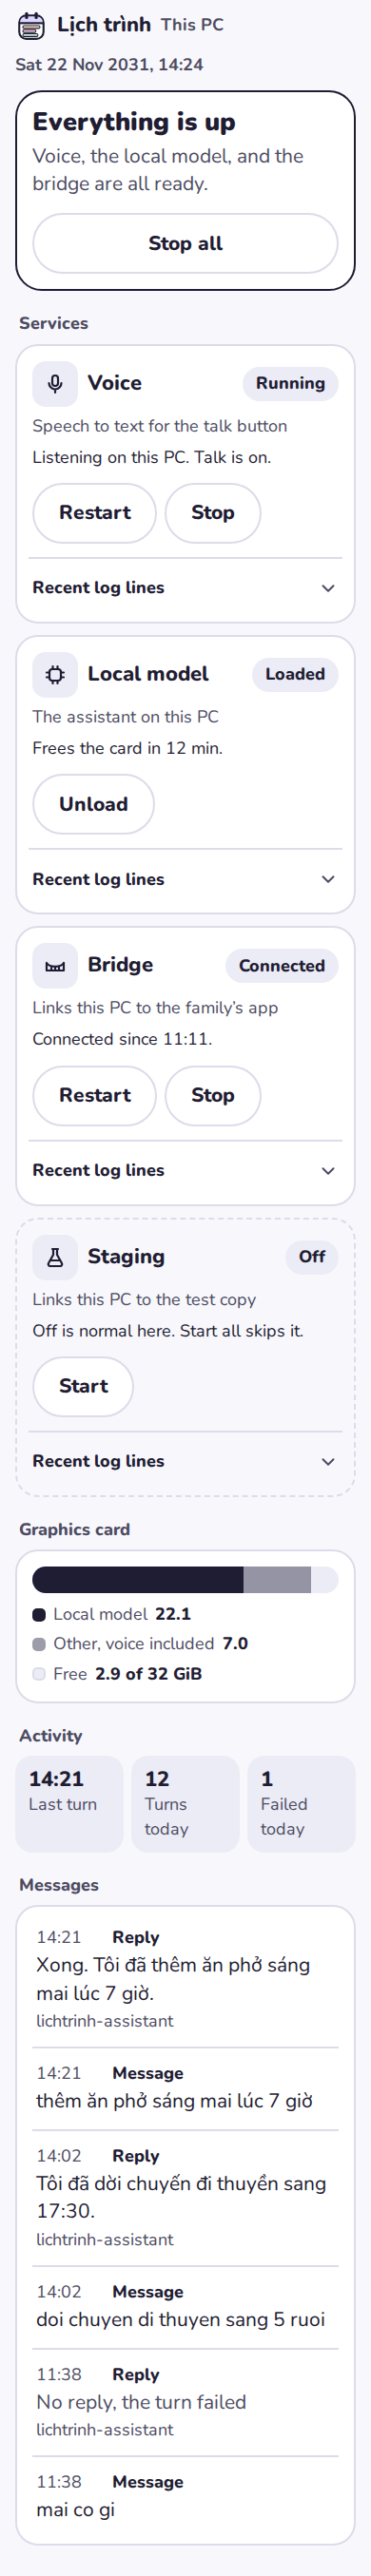 Lịch trình This PC
Sat 22 Nov 2031, 14:24
Everything is up
Voice, the local model, and the
bridge are all ready.
Stop all
Services
Voice Running
Speech to text for the talk button
Listening on this PC. Talk is on.
Restart Stop
Recent log lines
Local model Loaded
The assistant on this PC
Frees the card in 12 min.
Unload
Recent log lines
Bridge Connected
Links this PC to the family’s app
Connected since 11:11.
Restart Stop
Recent log lines
Staging Off
Links this PC to the test copy
Off is normal here. Start all skips it.
Start
Recent log lines
Graphics card
Local model 22.1
Other, voice included 7.0
Free 2.9 of 32 GiB
Activity
14:21 12 1
Last turn Turns Failed
today today
Messages
14:21 Reply
Xong. Tôi đã thêm ăn phở sáng
mai lúc 7 giờ.
lichtrinh-assistant
14:21 Message
thêm ăn phở sáng mai lúc 7 giờ
14:02 Reply
Tôi đã dời chuyến đi thuyền sang
17:30.
lichtrinh-assistant
14:02 Message
doi chuyen di thuyen sang 5 ruoi
11:38 Reply
No reply, the turn failed
lichtrinh-assistant
11:38 Message
mai co gi